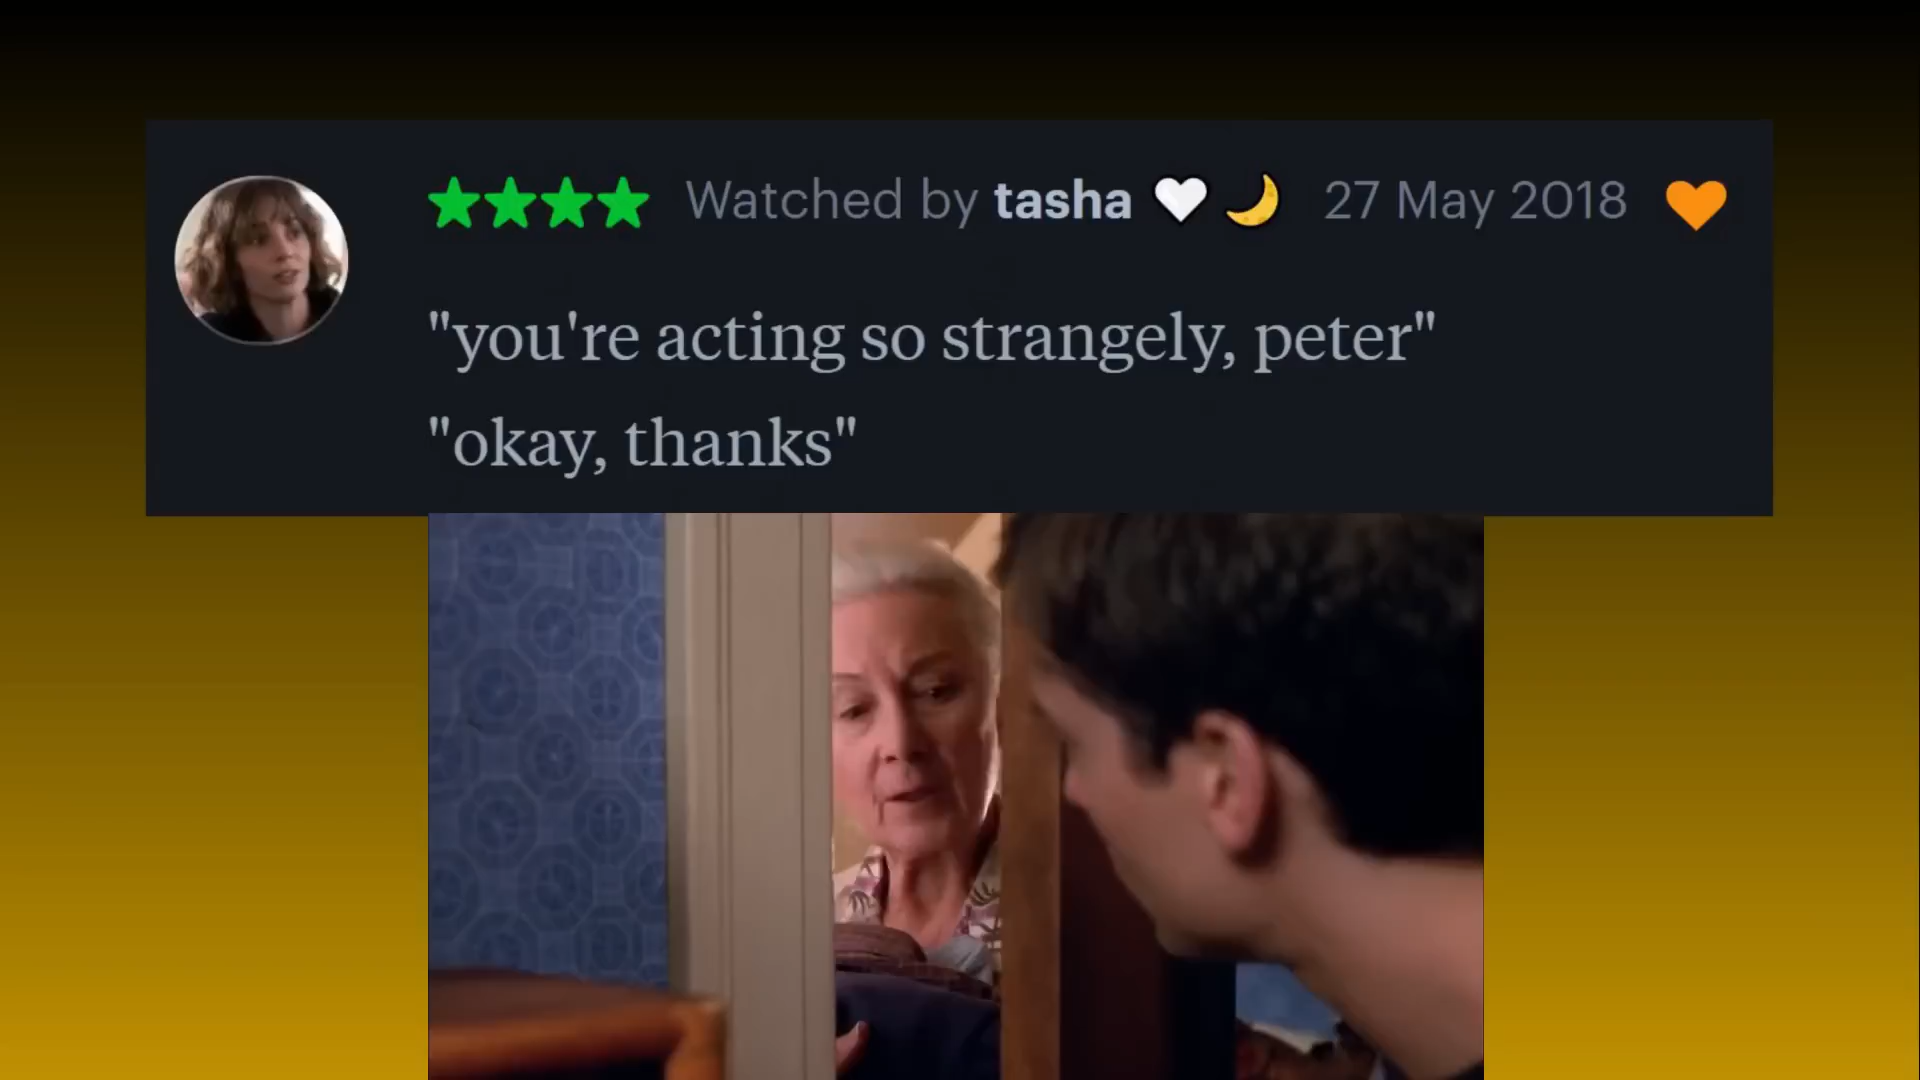 ★★★★ Watched by tasha 🤍🌙 27 May 2018 🧡
"you're acting so strangely, peter"
"okay, thanks"